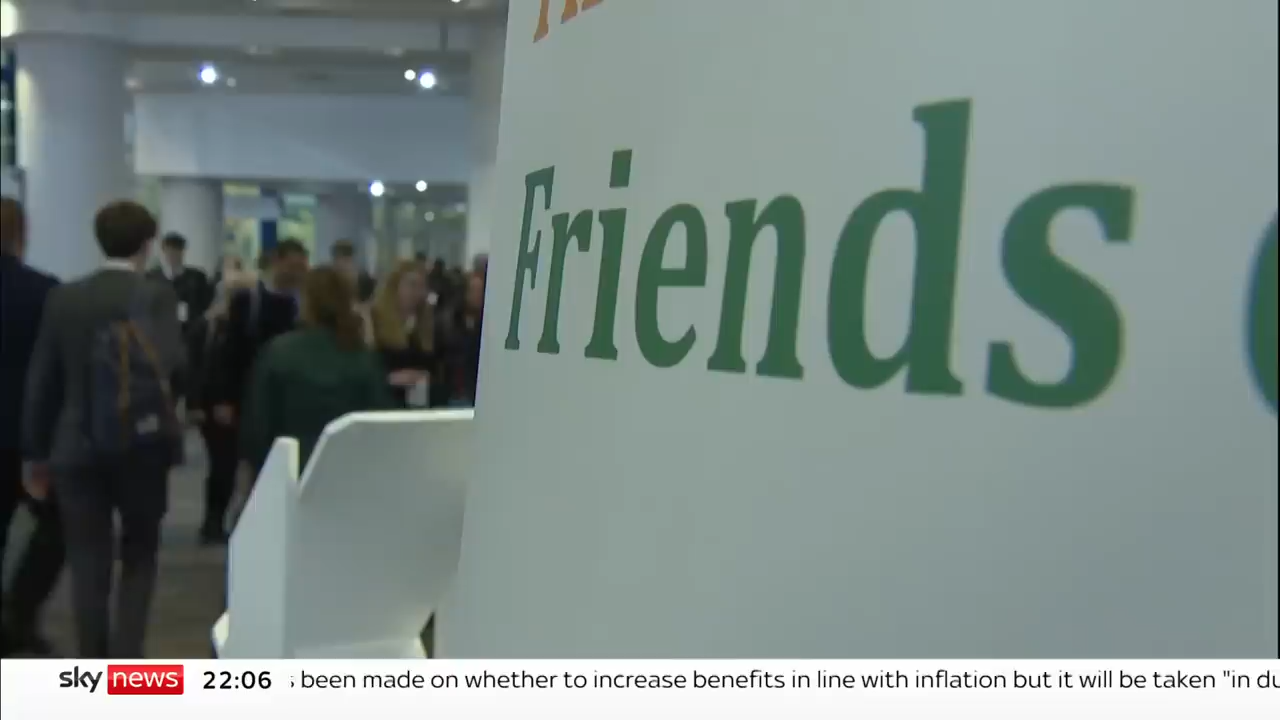 Friends
sky news 22:06 been made on whether to increase benefits in line with inflation but it will be taken "in